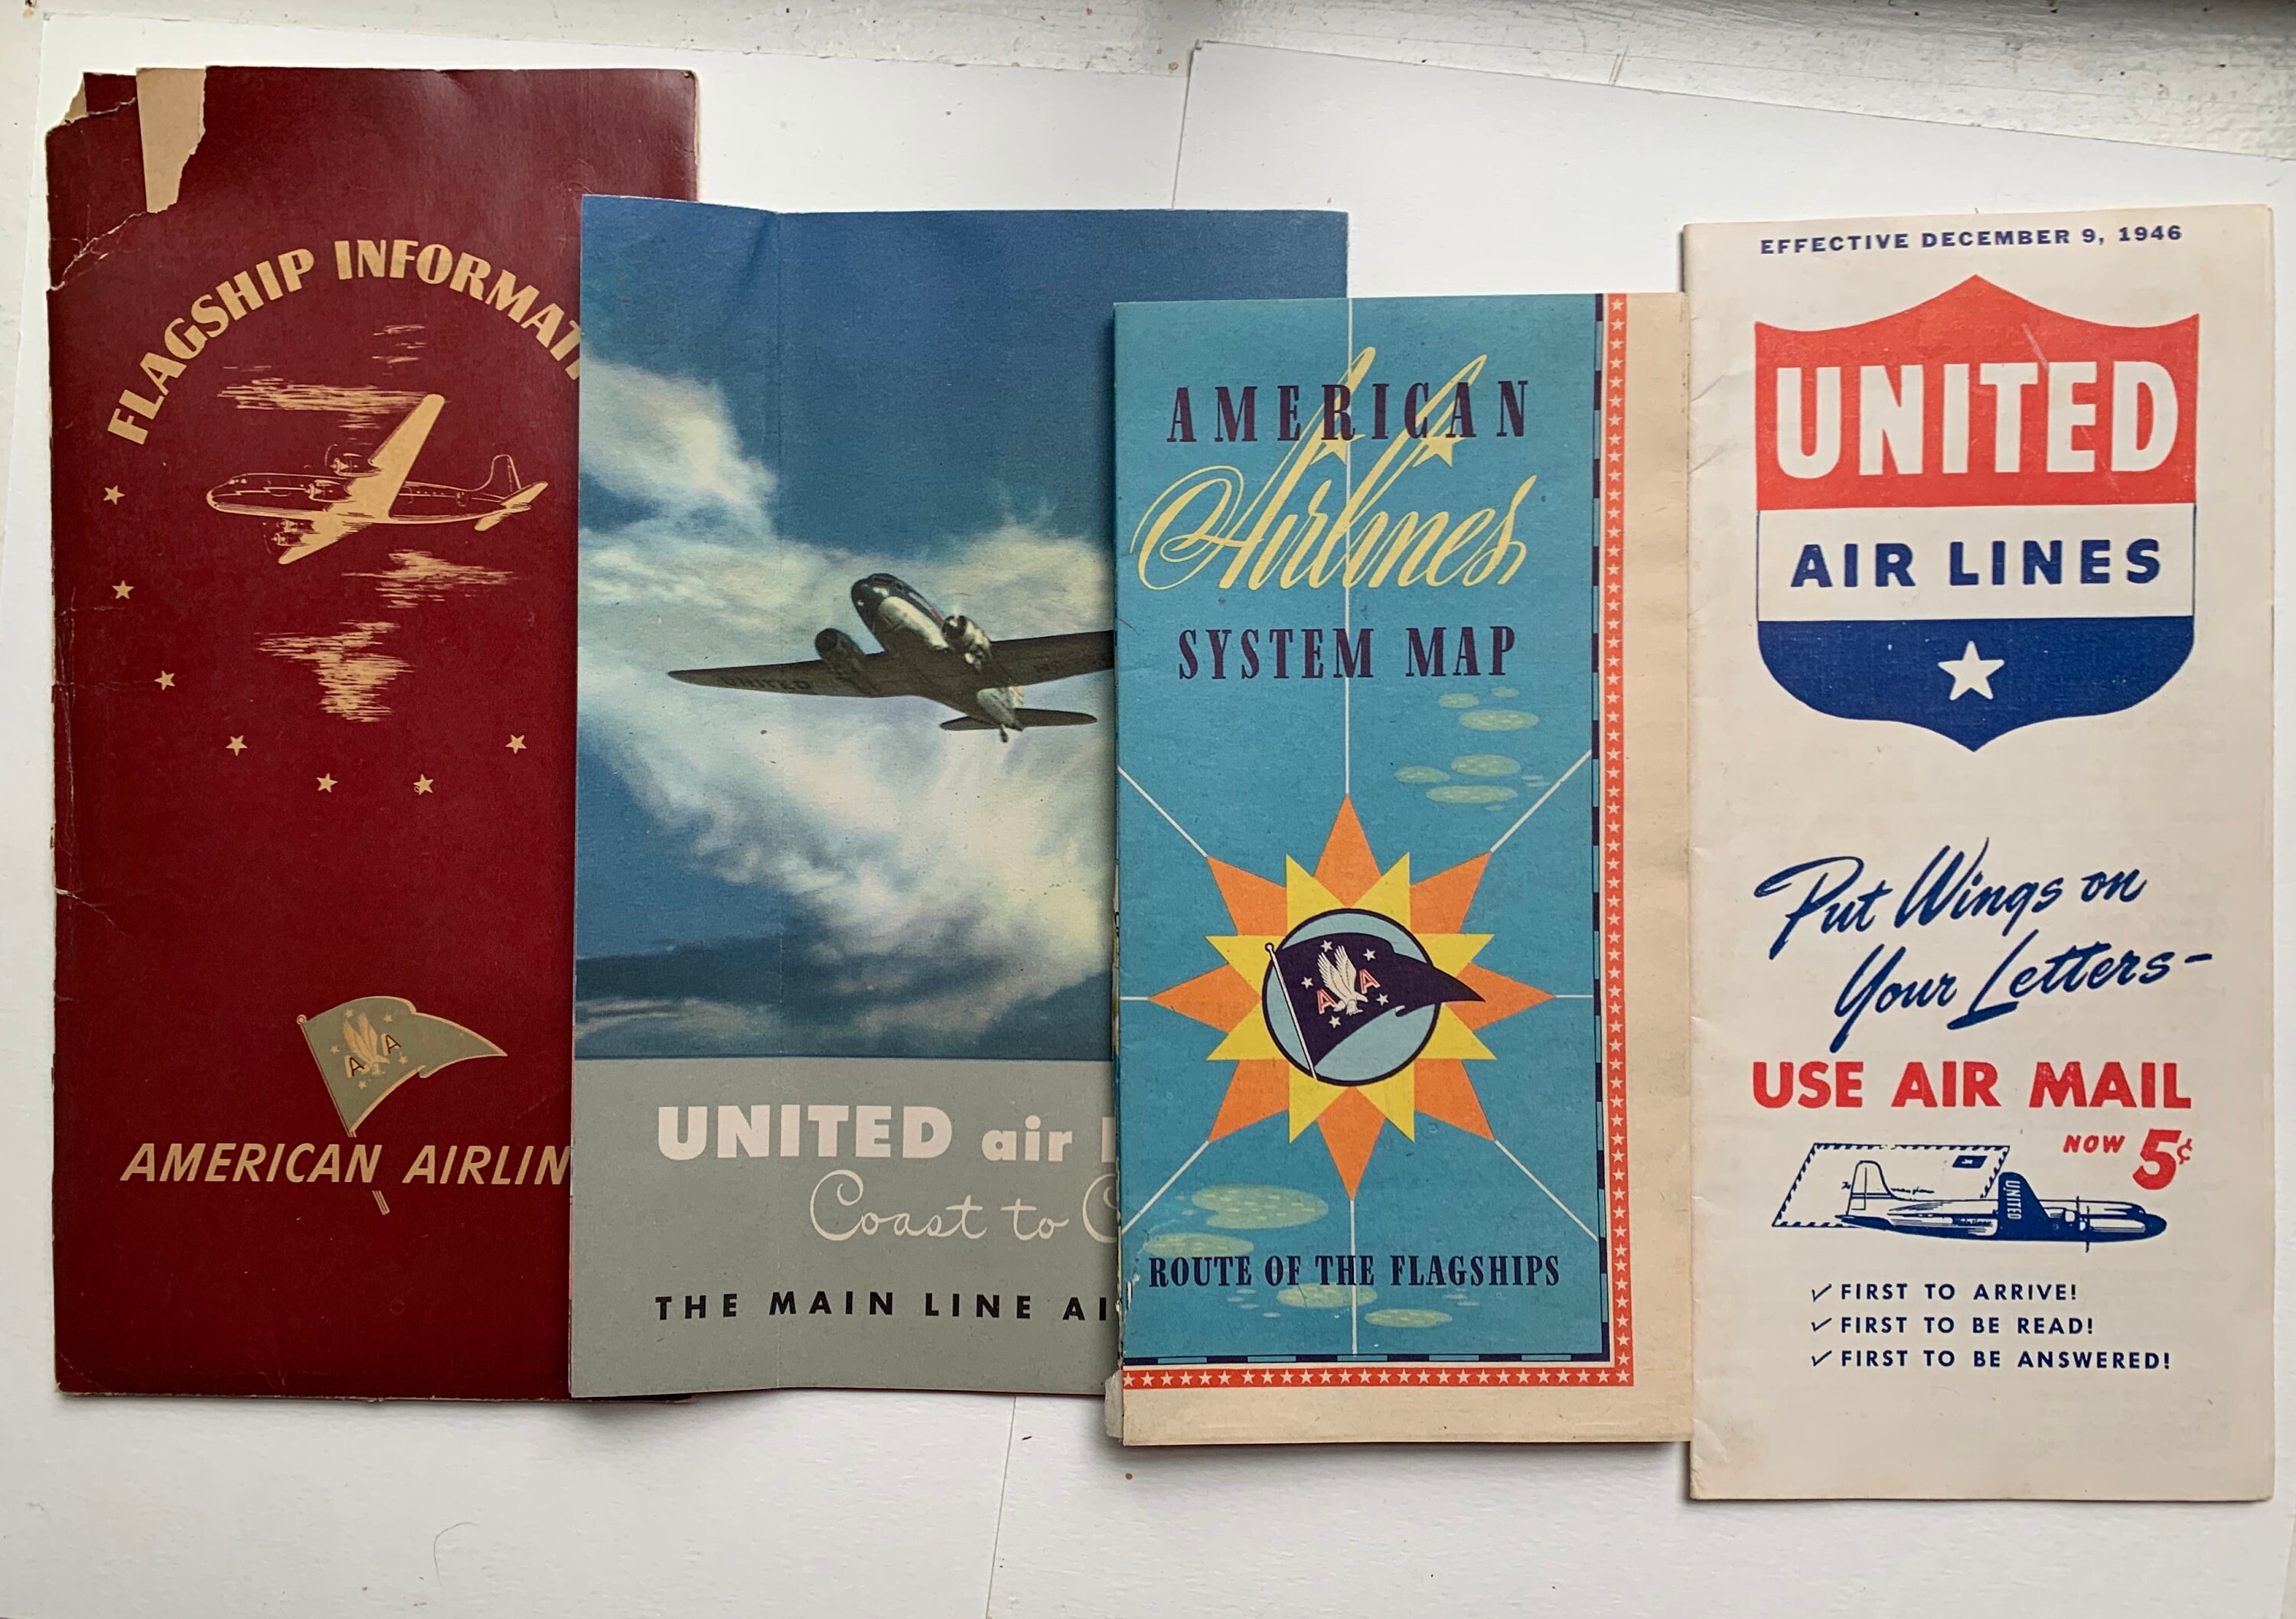 FLAGSHIP INFORMATI
A A
AMERICAN AIRLIN
UNITED
UNITED air
Coast to C
THE MAIN LINE AI
AMERICAN
Airlines
SYSTEM MAP
A A
ROUTE OF THE FLAGSHIPS
EFFECTIVE DECEMBER 9, 1946
UNITED
AIR LINES
Put Wings on
Your Letters-
USE AIR MAIL
NOW 5¢
UNITED
✓ FIRST TO ARRIVE!
✓ FIRST TO BE READ!
✓ FIRST TO BE ANSWERED!